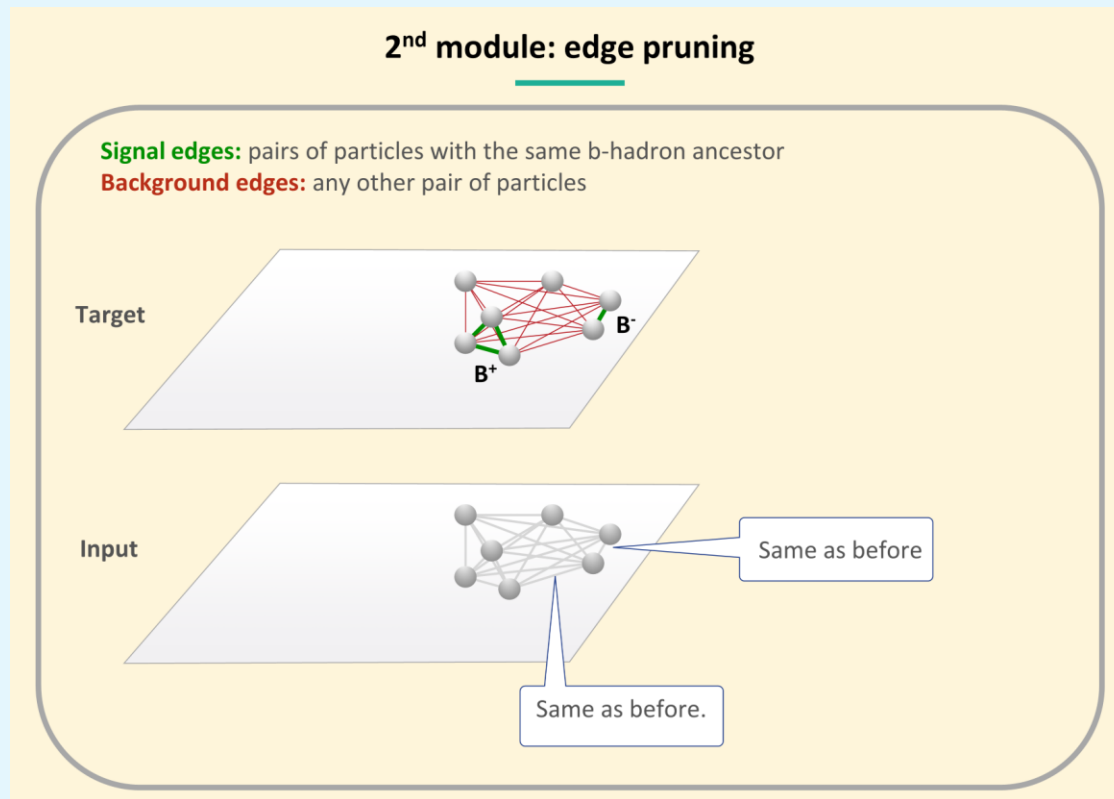 2nd module: edge pruning
Signal edges: pairs of particles with the same b-hadron ancestor
Background edges: any other pair of particles
Target
B-
B+
Input
Same as before
Same as before.